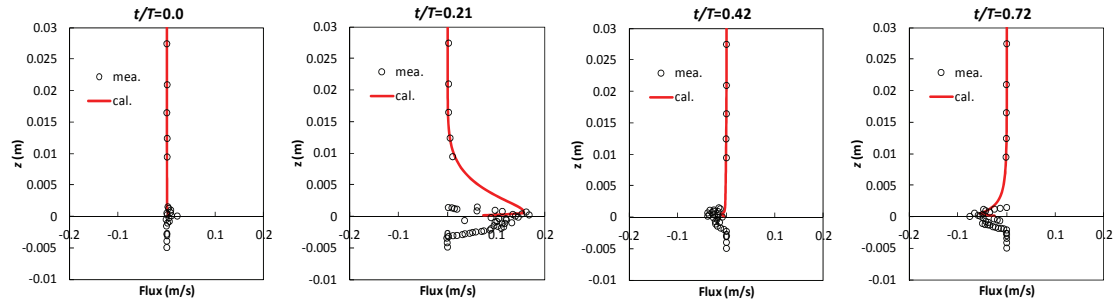 t/T=0.0
0.03
0.02
0.01
0
-0.01
0.025
0.015
0.005
-0.005
z (m)
mea.
cal.
-0.2
-0.1
0
0.1
0.2
t/T=0.21
0.03
0.025
0.02
0.015
0.01
0.005
0
-0.005
-0.01
z (m)
mea.
cal.
-0.2
-0.1
0
0.1
0.2
Flux (m/s)
t/T=0.42
0.03
0.025
0.02
0.015
0.01
0.005
0
-0.005
-0.01
z (m)
mea.
cal.
-0.2
-0.1
0
0.1
0.2
Flux (m/s)
t/T=0.72
0.03
0.025
0.02
0.015
0.01
0.005
0
-0.005
-0.01
z (m)
mea.
cal.
-0.2
-0.1
0
0.1
0.2
Flux (m/s)
Flux (m/s)